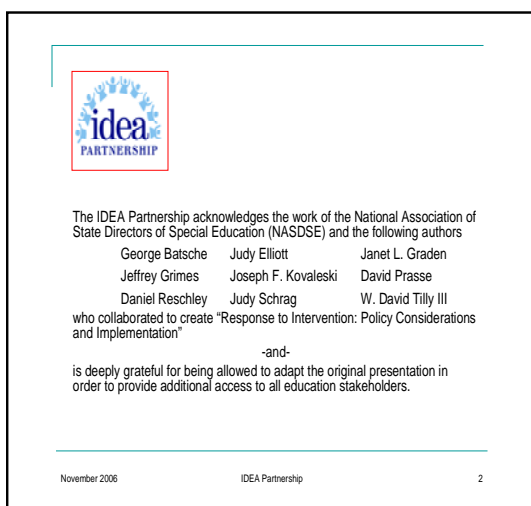 idea
PARTNERSHIP
The IDEA Partnership acknowledges the work of the National Association of
State Directors of Special Education (NASDSE) and the following authors
George Batsche Judy Elliott Janet L. Graden
Jeffrey Grimes Joseph F. Kovaleski David Prasse
Daniel Reschley Judy Schrag W. David Tilly III
who collaborated to create “Response to Intervention: Policy Considerations
and Implementation”
-and-
is deeply grateful for being allowed to adapt the original presentation in
order to provide additional access to all education stakeholders.
November 2006 IDEA Partnership 2